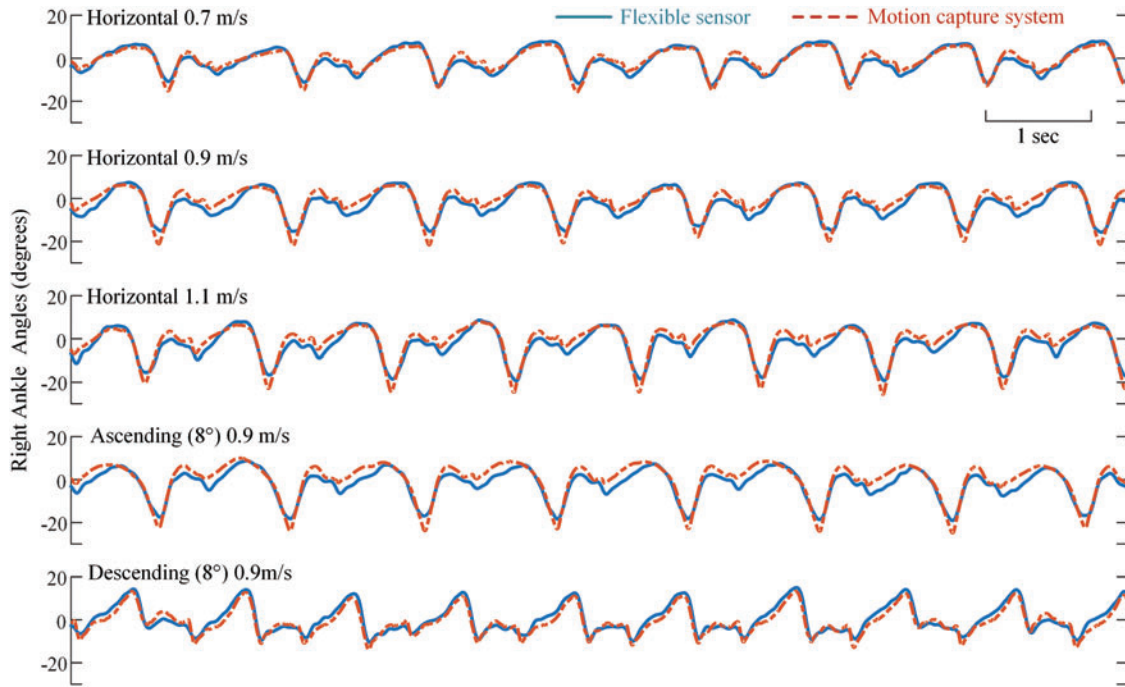 Flexible sensor
Motion capture system
Right Ankle Angles (degrees)
Horizontal 0.7 m/s
20
0
-20
1 sec
Horizontal 0.9 m/s
20
0
-20
Horizontal 1.1 m/s
20
0
-20
Ascending (8°) 0.9 m/s
20
0
-20
Descending (8°) 0.9m/s
20
0
-20